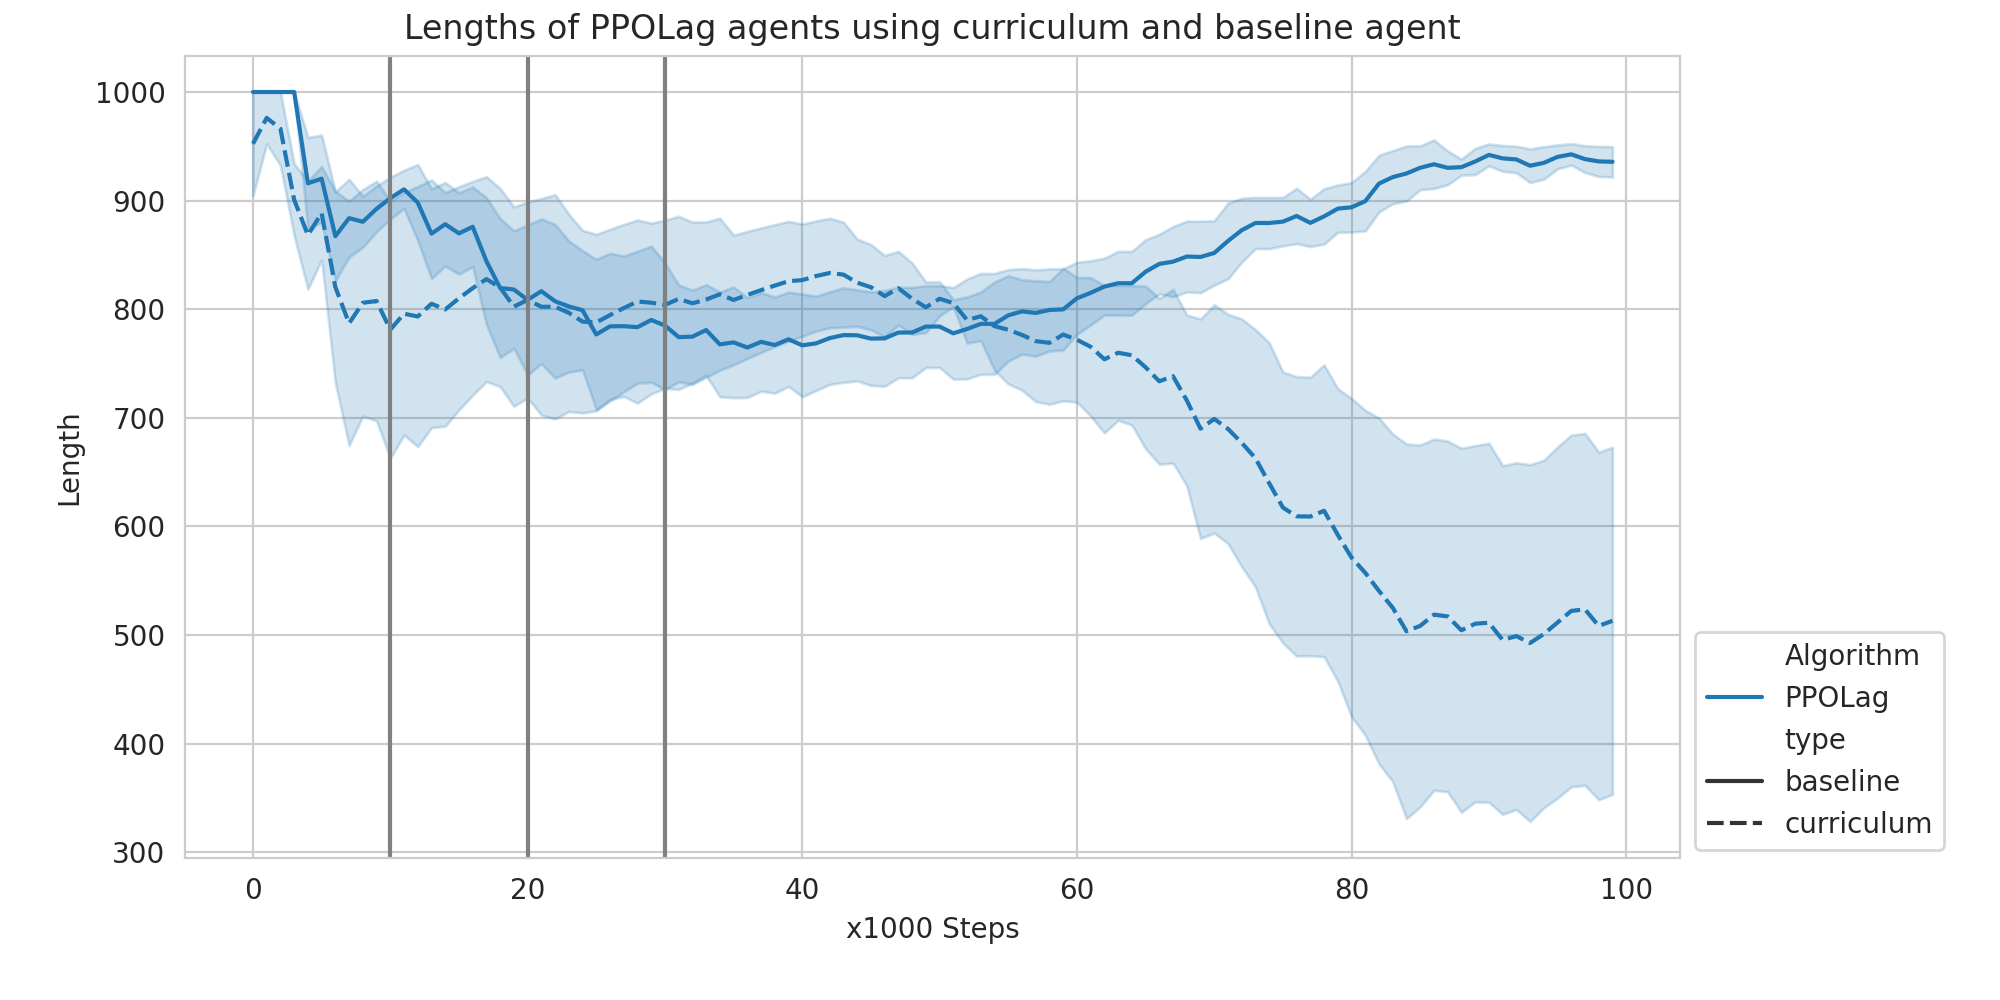 Lengths of PPOLag agents using curriculum and baseline agent
1000
900
800
700
600
500
400
300
Length
0 20 40 60 80 100
x1000 Steps
Algorithm
PPOLag
type
baseline
curriculum